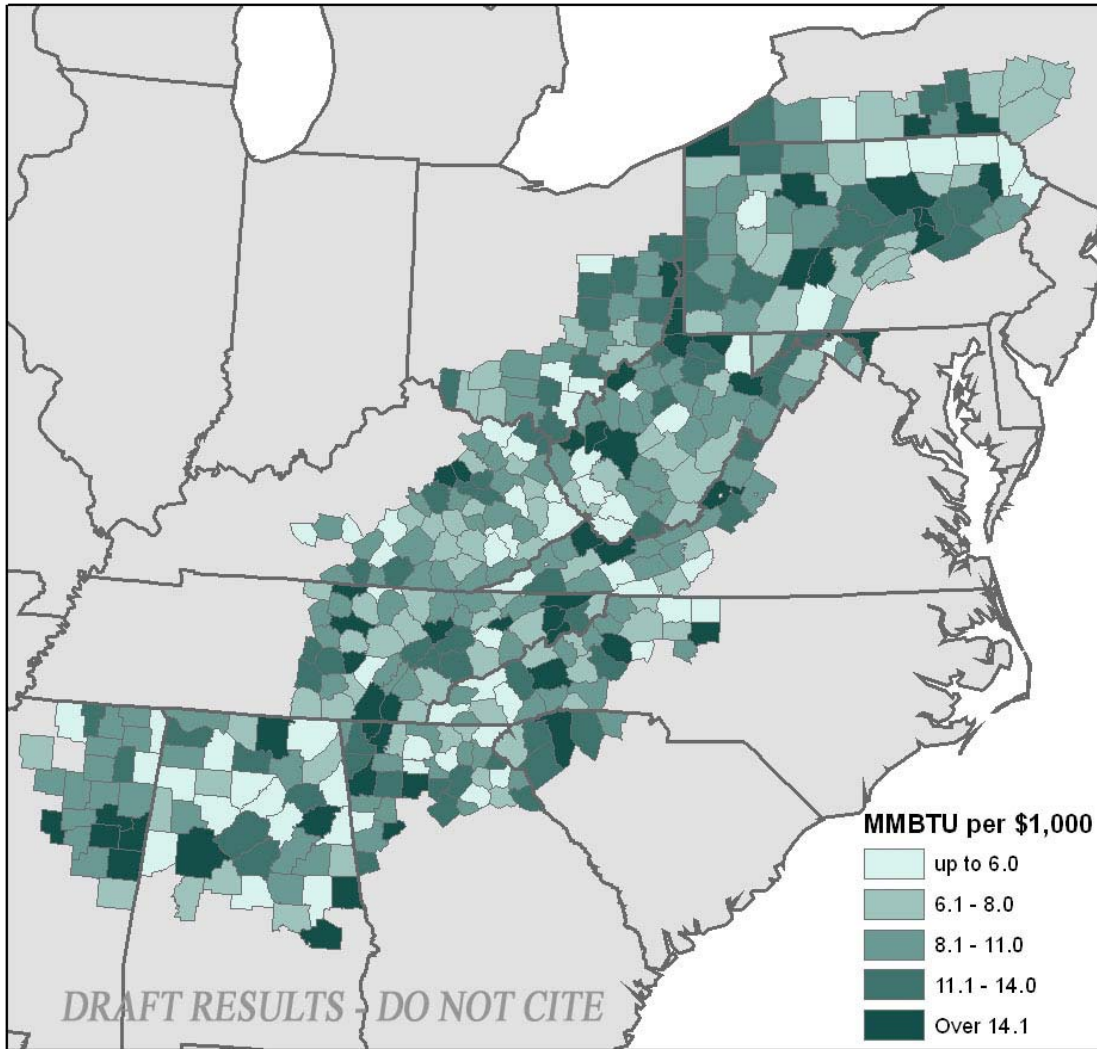 MMBTU per $1,000
up to 6.0
6.1 - 8.0
8.1 - 11.0
11.1 - 14.0
Over 14.1
DRAFT RESULTS - DO NOT CITE